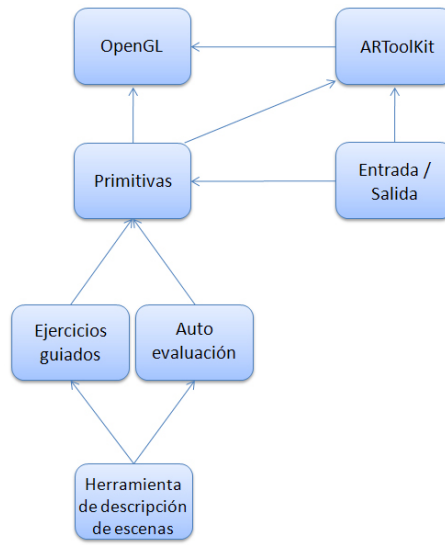 OpenGL
ARToolKit
Primitivas
Entrada /
Salida
Ejercicios
guiados
Auto
evaluación
Herramienta
de descripción
de escenas